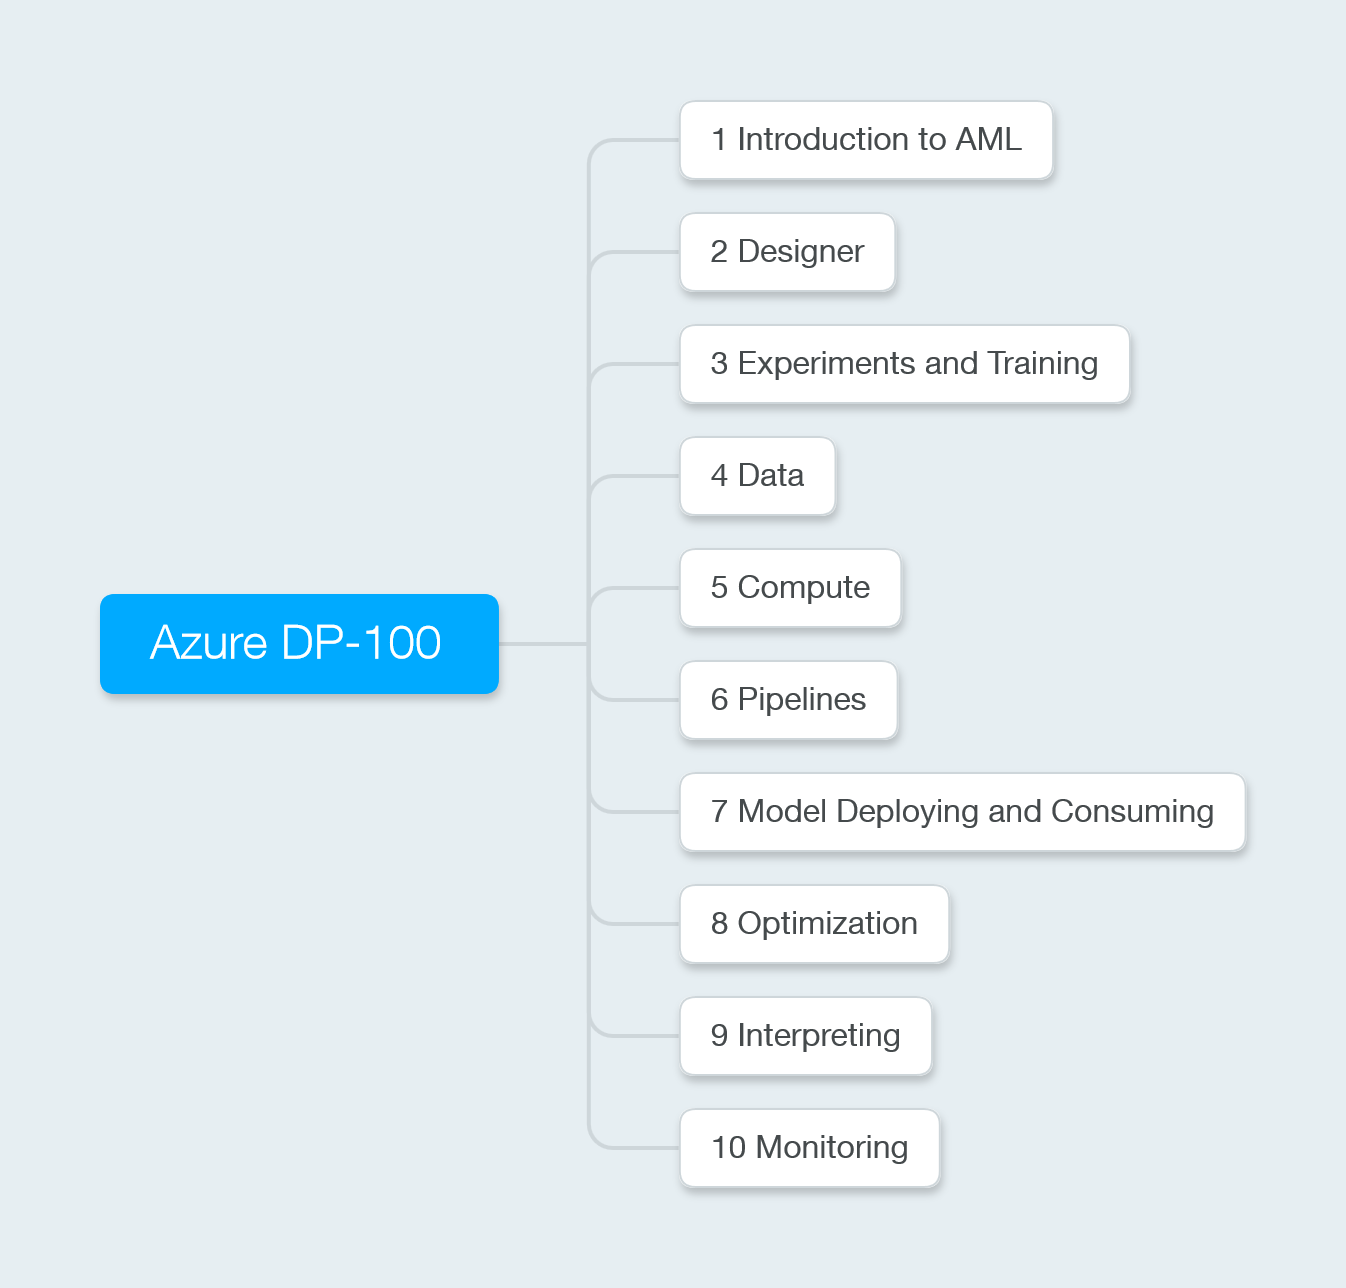 1 Introduction to AML
2 Designer
3 Experiments and Training
4 Data
5 Compute
Azure DP-100
6 Pipelines
7 Model Deploying and Consuming
8 Optimization
9 Interpreting
10 Monitoring